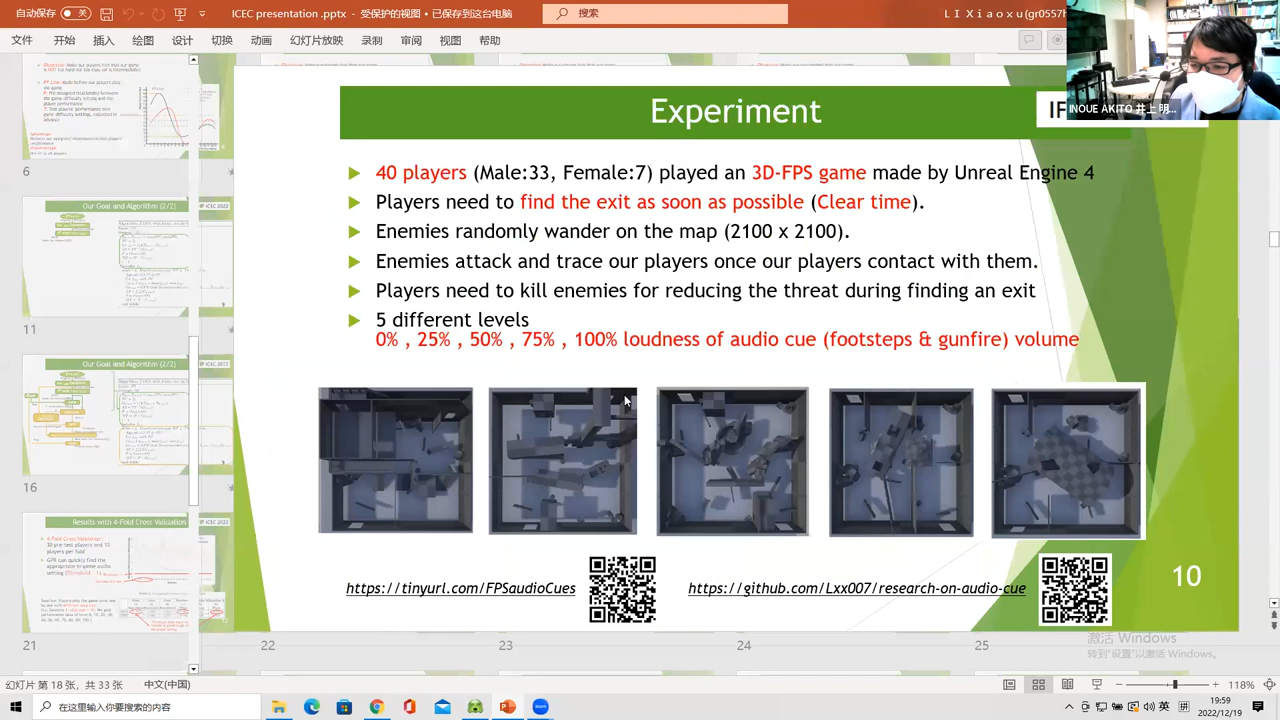 ICEC presentation.pptx - 受保护的视图 • 已保存到这台电脑
搜索
L I Xiaoxu(gr0557h
文件 开始 插入 绘图 设计 切换 动画 幻灯片放映 录制 审阅 视图 帮助
INOUE AKITO 井上 明...
Experiment
40 players (Male:33, Female:7) played an 3D-FPS game made by Unreal Engine 4
Players need to find the exit as soon as possible (Clear time).
Enemies randomly wander on the map (2100 x 2100).
Enemies attack and trace our players once our players contact with them.
Players need to kill enemies for reducing the threat during finding an exit
5 different levels
0% , 25% , 50% , 75% , 100% loudness of audio cue (footsteps & gunfire) volume
https://tinyurl.com/FPSaudioCues
https://github.com/Lxx007/research-on-audio-cue
10
6
Our Goal and Algorithm (2/2)
11
Our Goal and Algorithm (2/2)
16
Results with 4-Fold Cross Validation
21
22
23
24
25
激活 Windows
转到"设置"以激活 Windows。
幻灯片 第 18 张，共 33 张
中文(中国)
118%
在这里输入你要搜索的内容
英
拼
19:59
2022/12/19